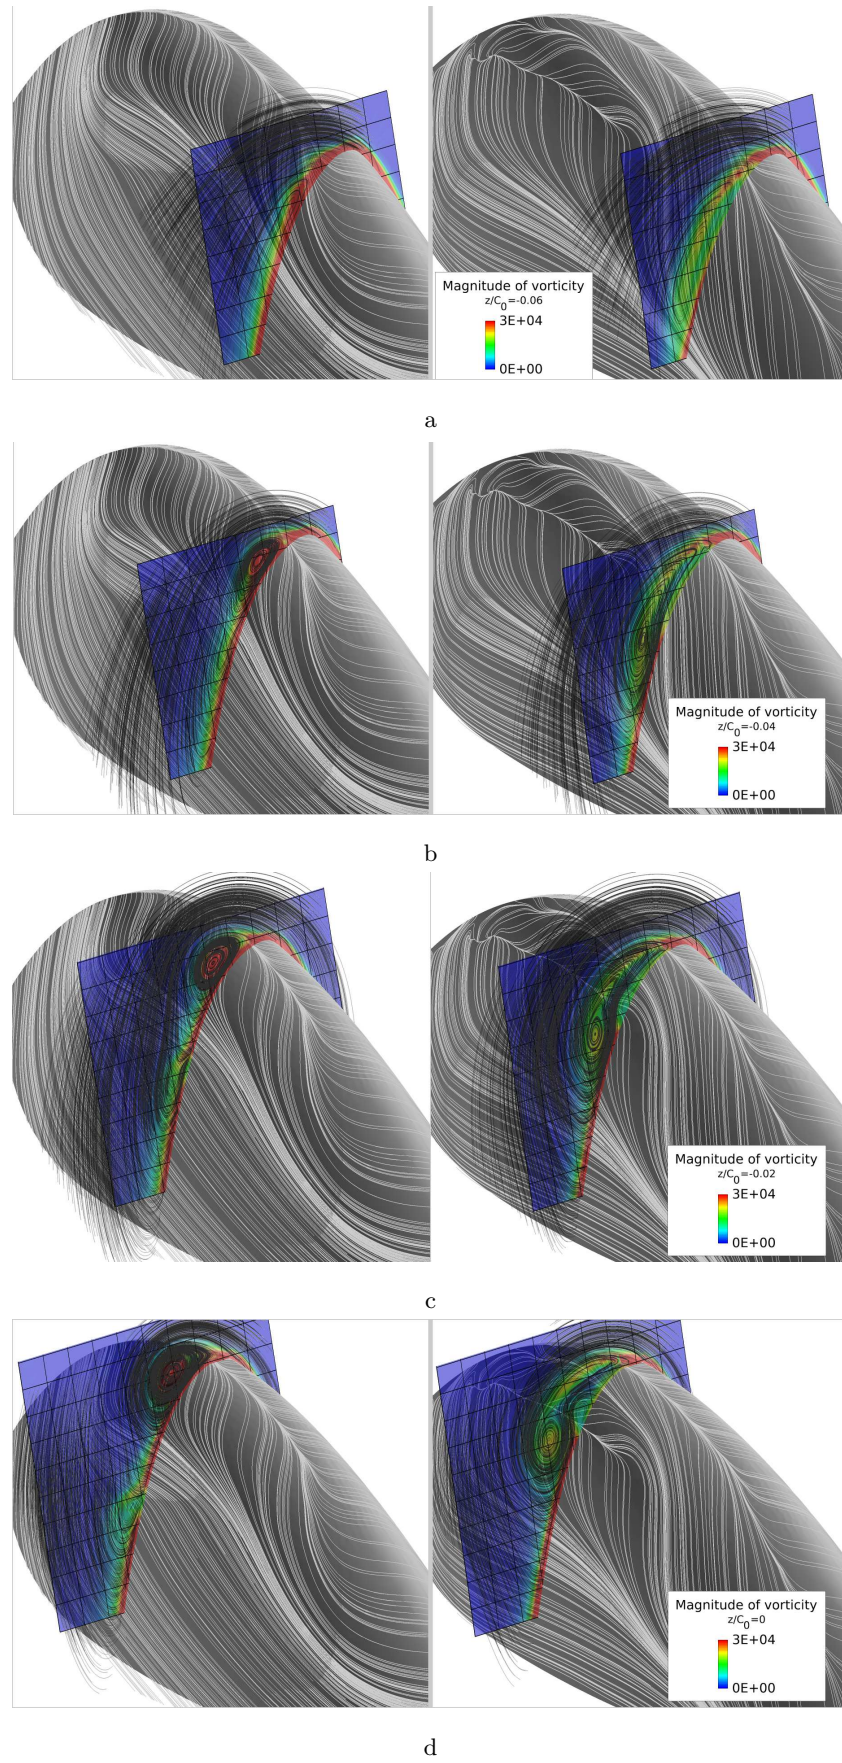 Magnitude of vorticity
z/C0=-0.06
3E+04
0E+00
a
Magnitude of vorticity
z/C0=-0.04
3E+04
0E+00
b
Magnitude of vorticity
z/C0=-0.02
3E+04
0E+00
c
Magnitude of vorticity
z/C0=0
3E+04
0E+00
d